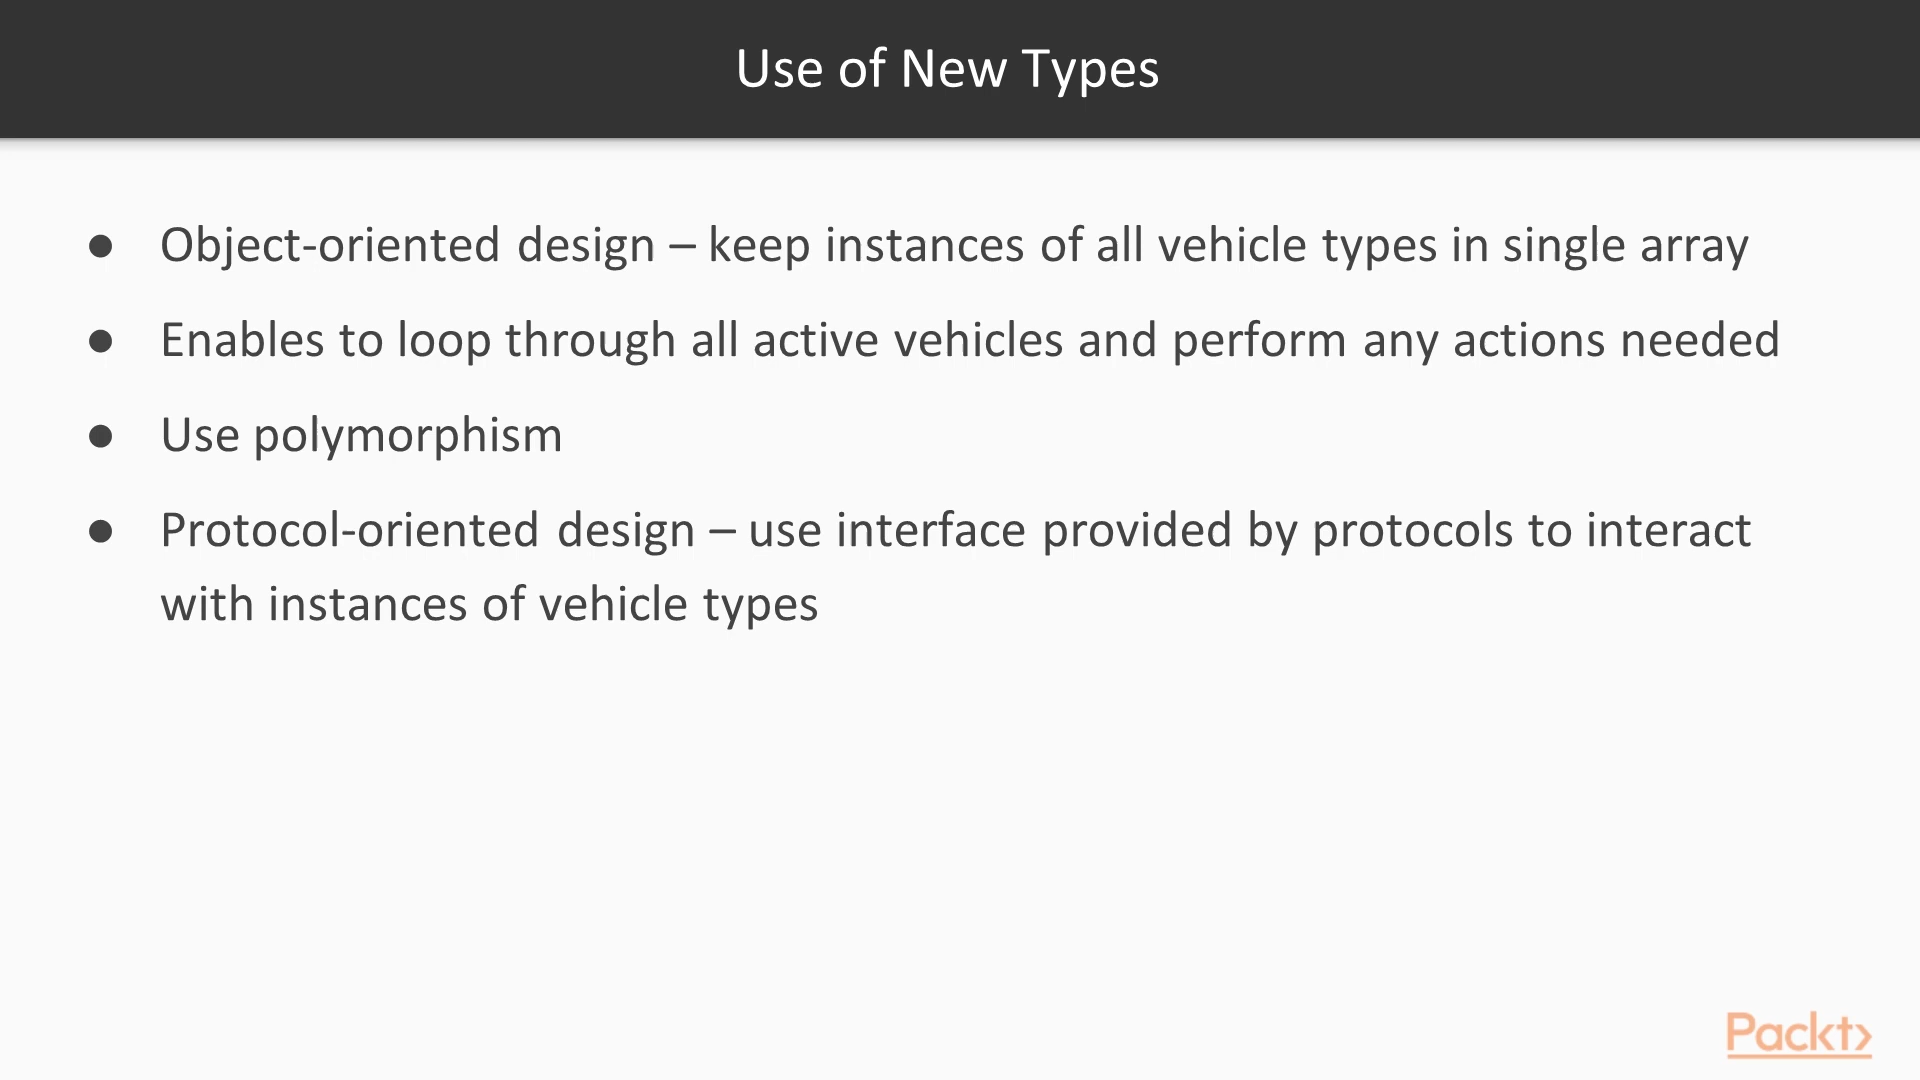 Use of New Types
● Object-oriented design – keep instances of all vehicle types in single array
● Enables to loop through all active vehicles and perform any actions needed
● Use polymorphism
● Protocol-oriented design – use interface provided by protocols to interact
with instances of vehicle types
Packt>